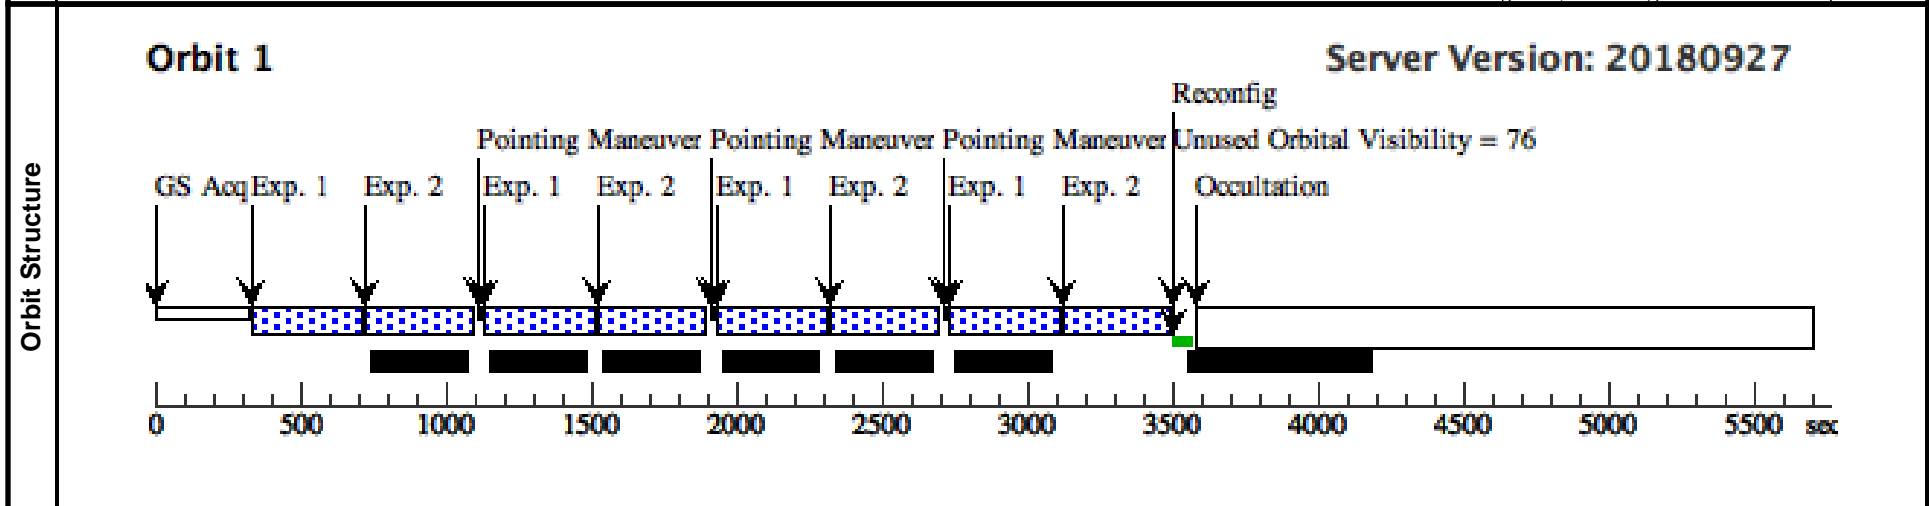 Orbit Structure
Orbit 1 Server Version: 20180927
Reconfig
Pointing Maneuver Pointing Maneuver Pointing Maneuver Unused Orbital Visibility = 76
GS Acq Exp. 1 Exp. 2 Exp. 1 Exp. 2 Exp. 1 Exp. 2 Exp. 1 Exp. 2 Occultation
0 500 1000 1500 2000 2500 3000 3500 4000 4500 5000 5500 sec